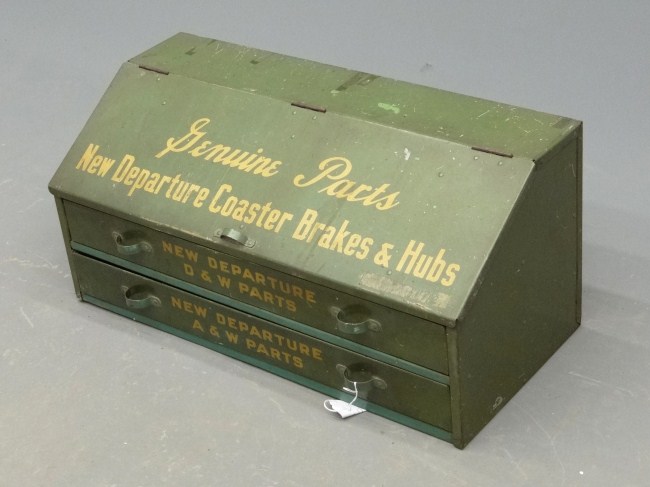 Genuine Parts
New Departure Coaster Brakes & Hubs
NEW DEPARTURE
D & W PARTS
NEW DEPARTURE
A & W PARTS